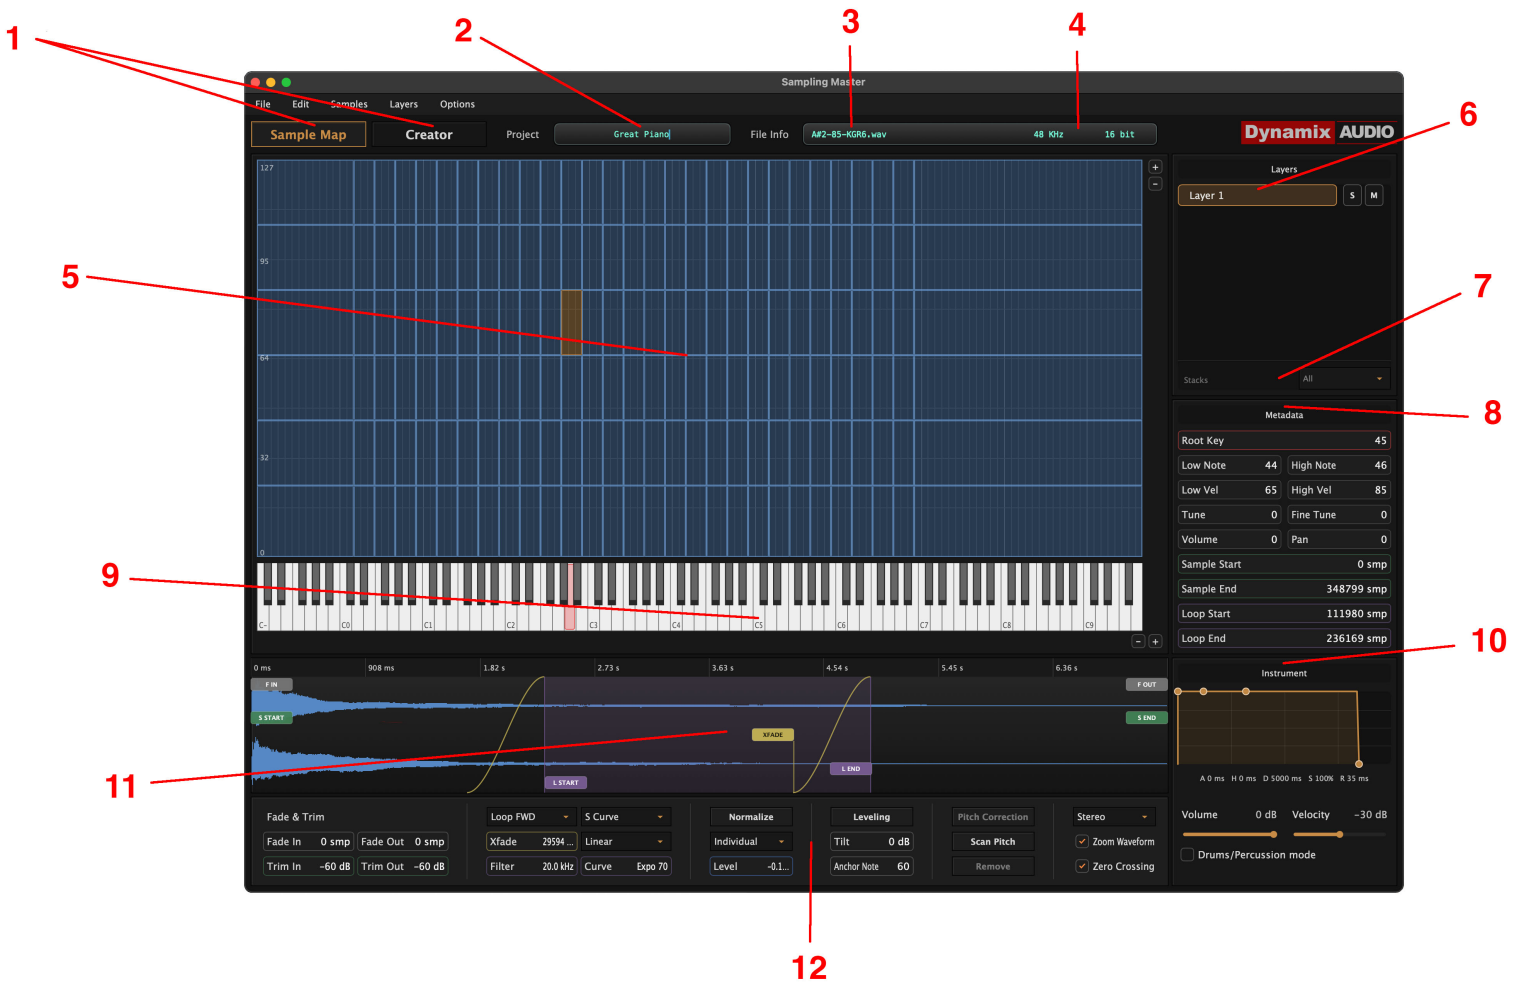 1
2
3
4
Sampling Master
File Edit Samples Layers Options
Sample Map Creator Project Great Piano File Info A#2-85-KGR6.wav 48 KHz 16 bit Dynamix AUDIO
6
127
+
-
Layers
Layer 1 S M
95
5
7
64
Stacks All
8
Metadata
Root Key 45
32
Low Note 44 High Note 46
Low Vel 65 High Vel 85
Tune 0 Fine Tune 0
Volume 0 Pan 0
0
9
Sample Start 0 smp
Sample End 348799 smp
Loop Start 111980 smp
C- C0 C1 C2 C3 C4 C5 C6 C7 C8 C9
Loop End 236169 smp
- +
10
0 ms 908 ms 1.82 s 2.73 s 3.63 s 4.54 s 5.45 s 6.36 s
Instrument
F IN F OUT
S START S END
XFADE
L END
L START
11
A 0 ms H 0 ms D 5000 ms S 100% R 35 ms
Volume 0 dB Velocity -30 dB
Drums/Percussion mode
Fade & Trim Loop FWD S Curve Normalize Leveling Pitch Correction Stereo
Fade In 0 smp Fade Out 0 smp Xfade 29594 ... Linear Individual Tilt 0 dB Scan Pitch Zoom Waveform
Trim In -60 dB Trim Out -60 dB Filter 20.0 kHz Curve Expo 70 Level -0.1... Anchor Note 60 Remove Zero Crossing
12